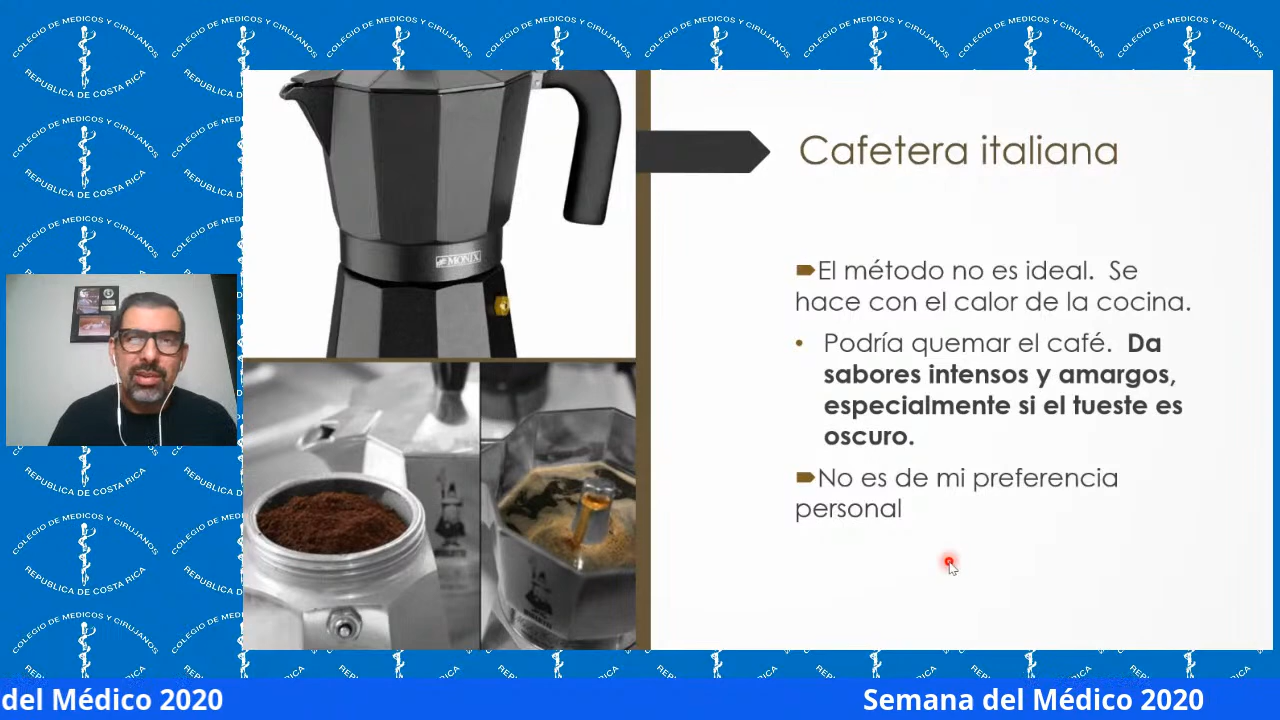 COLEGIO DE MEDICOS Y CIRUJANOS
REPUBLICA DE COSTA RICA
MONIX
Cafetera italiana
El método no es ideal. Se
hace con el calor de la cocina.
• Podría quemar el café. Da
sabores intensos y amargos,
especialmente si el tueste es
oscuro.
No es de mi preferencia
personal
del Médico 2020
Semana del Médico 2020